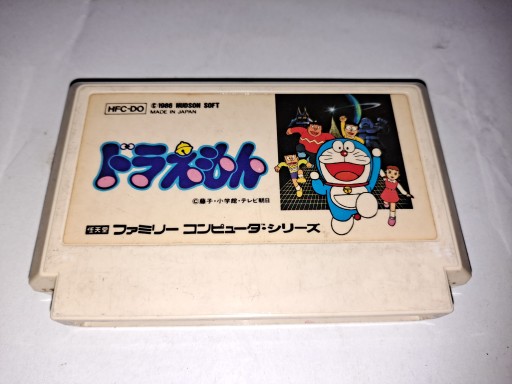 HFC-DO © 1986 HUDSON SOFT
MADE IN JAPAN
ドラえもん
©藤子・小学館・テレビ朝日
任天堂 ファミリー コンピュータ・シリーズ